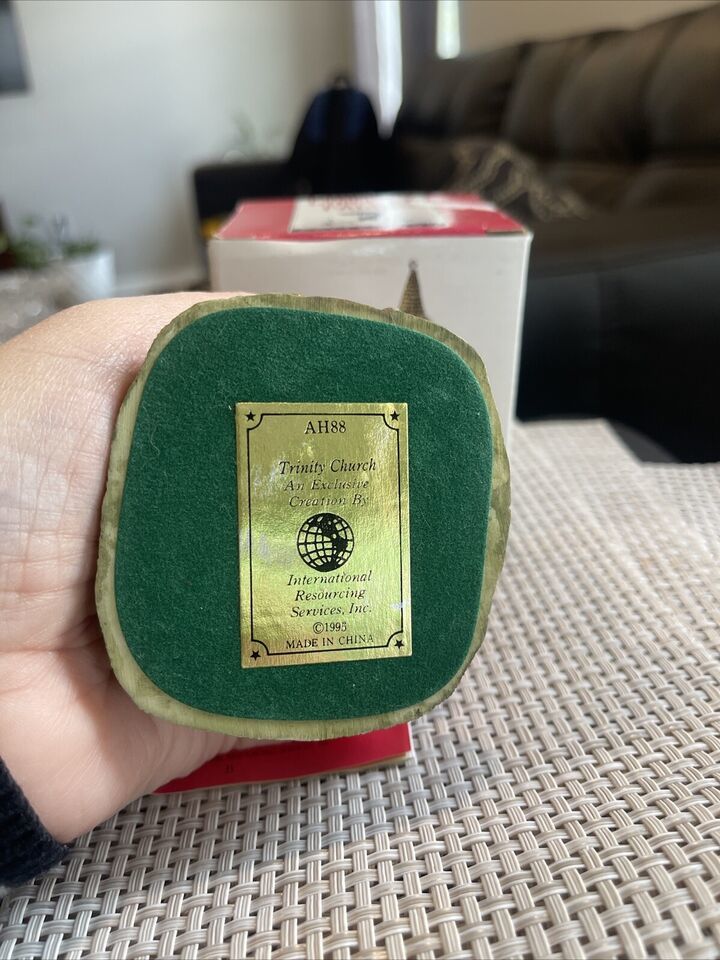 AH88
Trinity Church
An Exclusive
Creation By
International
Resourcing
Services, Inc.
©1995
MADE IN CHINA